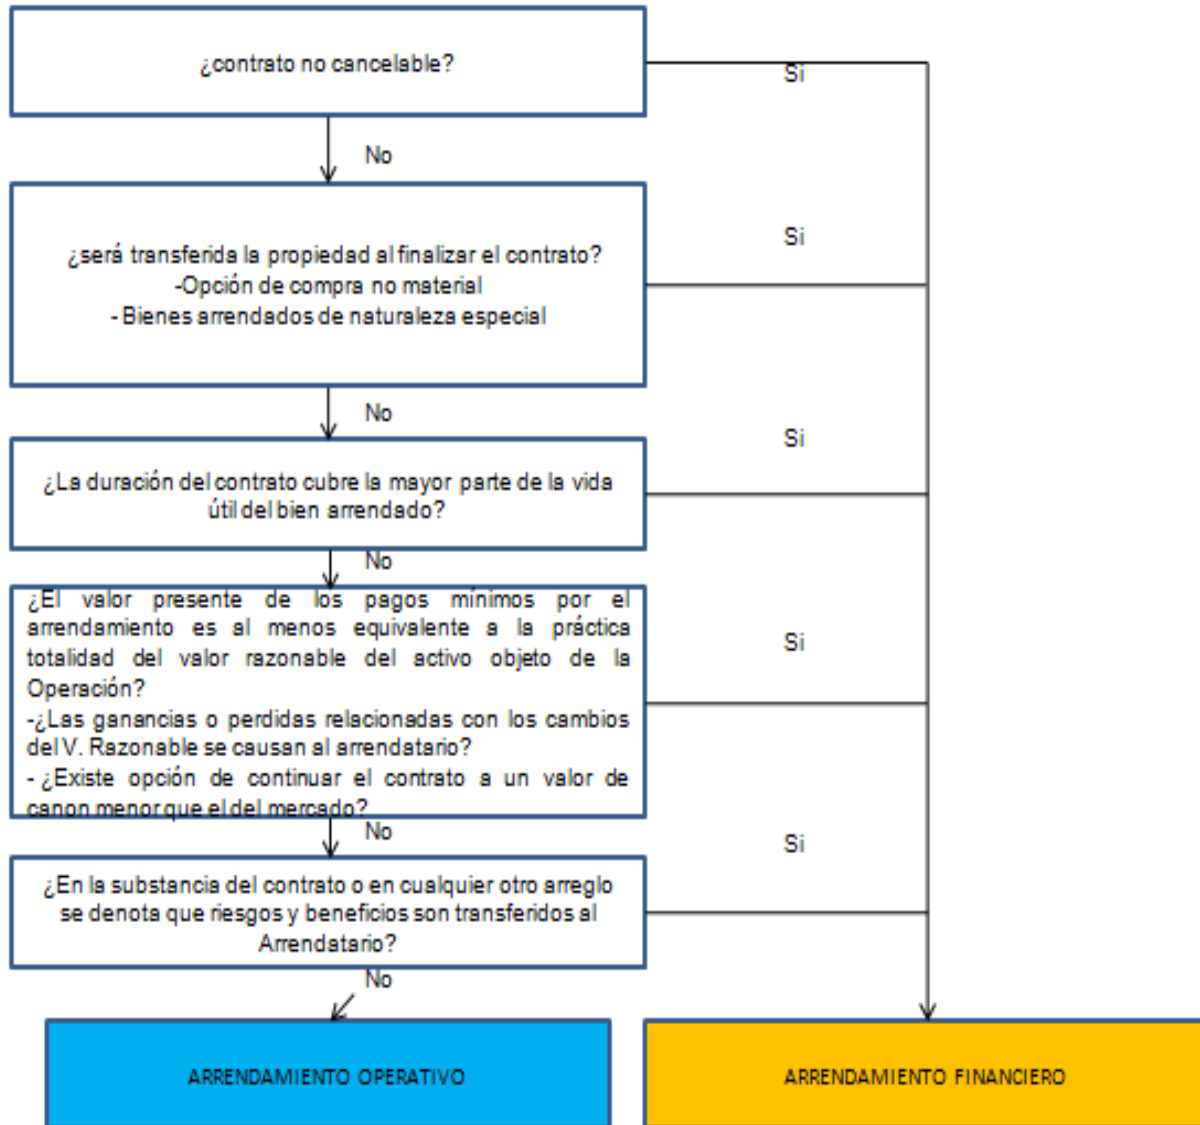 ¿contrato no cancelable?
Si
No
¿será transferida la propiedad al finalizar el contrato?
-Opción de compra no material
- Bienes arrendados de naturaleza especial
Si
No
¿La duración del contrato cubre la mayor parte de la vida
útil del bien arrendado?
Si
No
¿El valor presente de los pagos mínimos por el
arrendamiento es al menos equivalente a la práctica
totalidad del valor razonable del activo objeto de la
Operación?
-¿Las ganancias o perdidas relacionadas con los cambios
del V. Razonable se causan al arrendatario?
- ¿Existe opción de continuar el contrato a un valor de
canon menor que el del mercado?
Si
No
¿En la substancia del contrato o en cualquier otro arreglo
se denota que riesgos y beneficios son transferidos al
Arrendatario?
Si
No
ARRENDAMIENTO OPERATIVO
ARRENDAMIENTO FINANCIERO